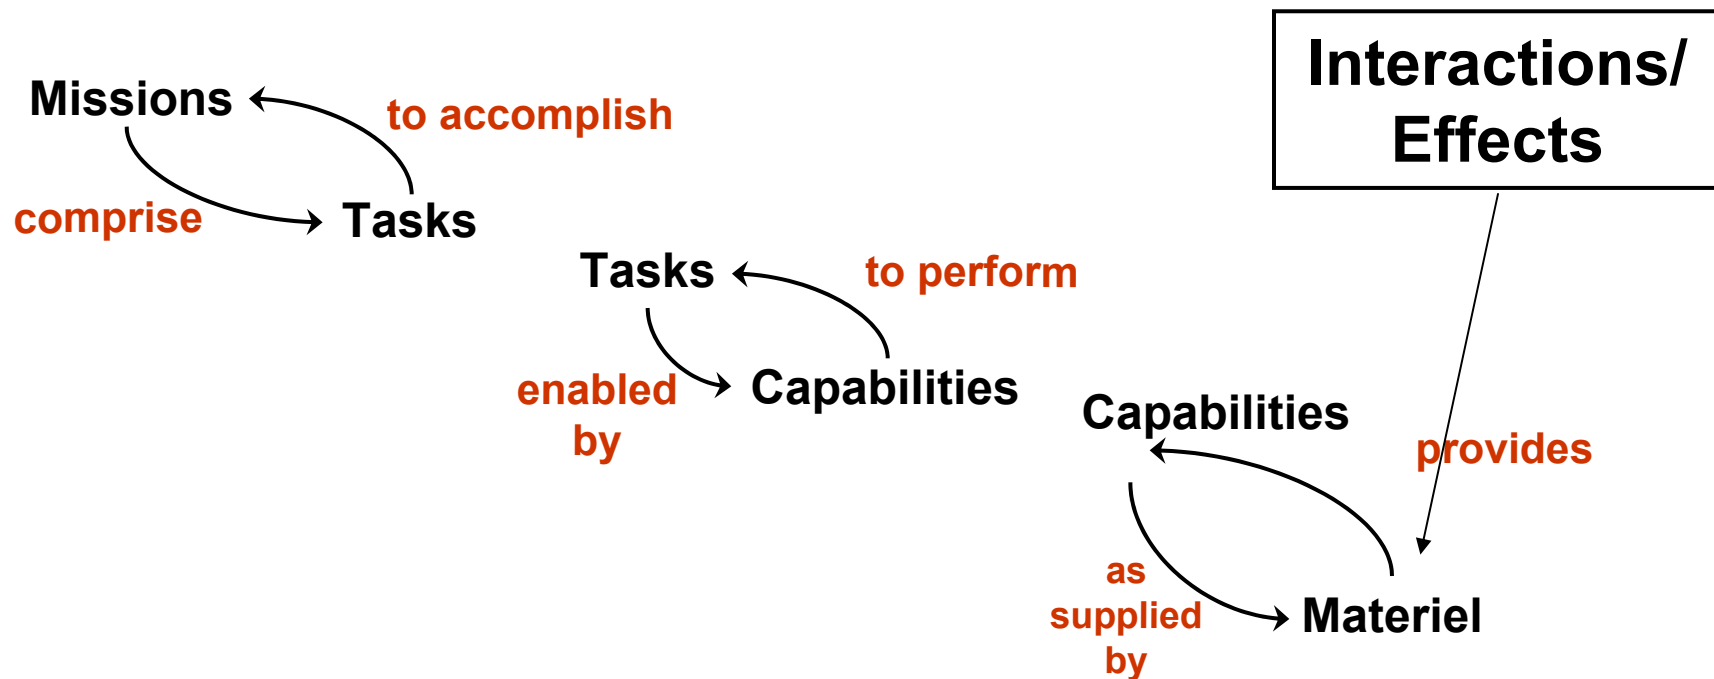 Interactions/
Effects
Missions
to accomplish
comprise
Tasks
Tasks
to perform
enabled
by
Capabilities
Capabilities
provides
as
supplied
by
Materiel